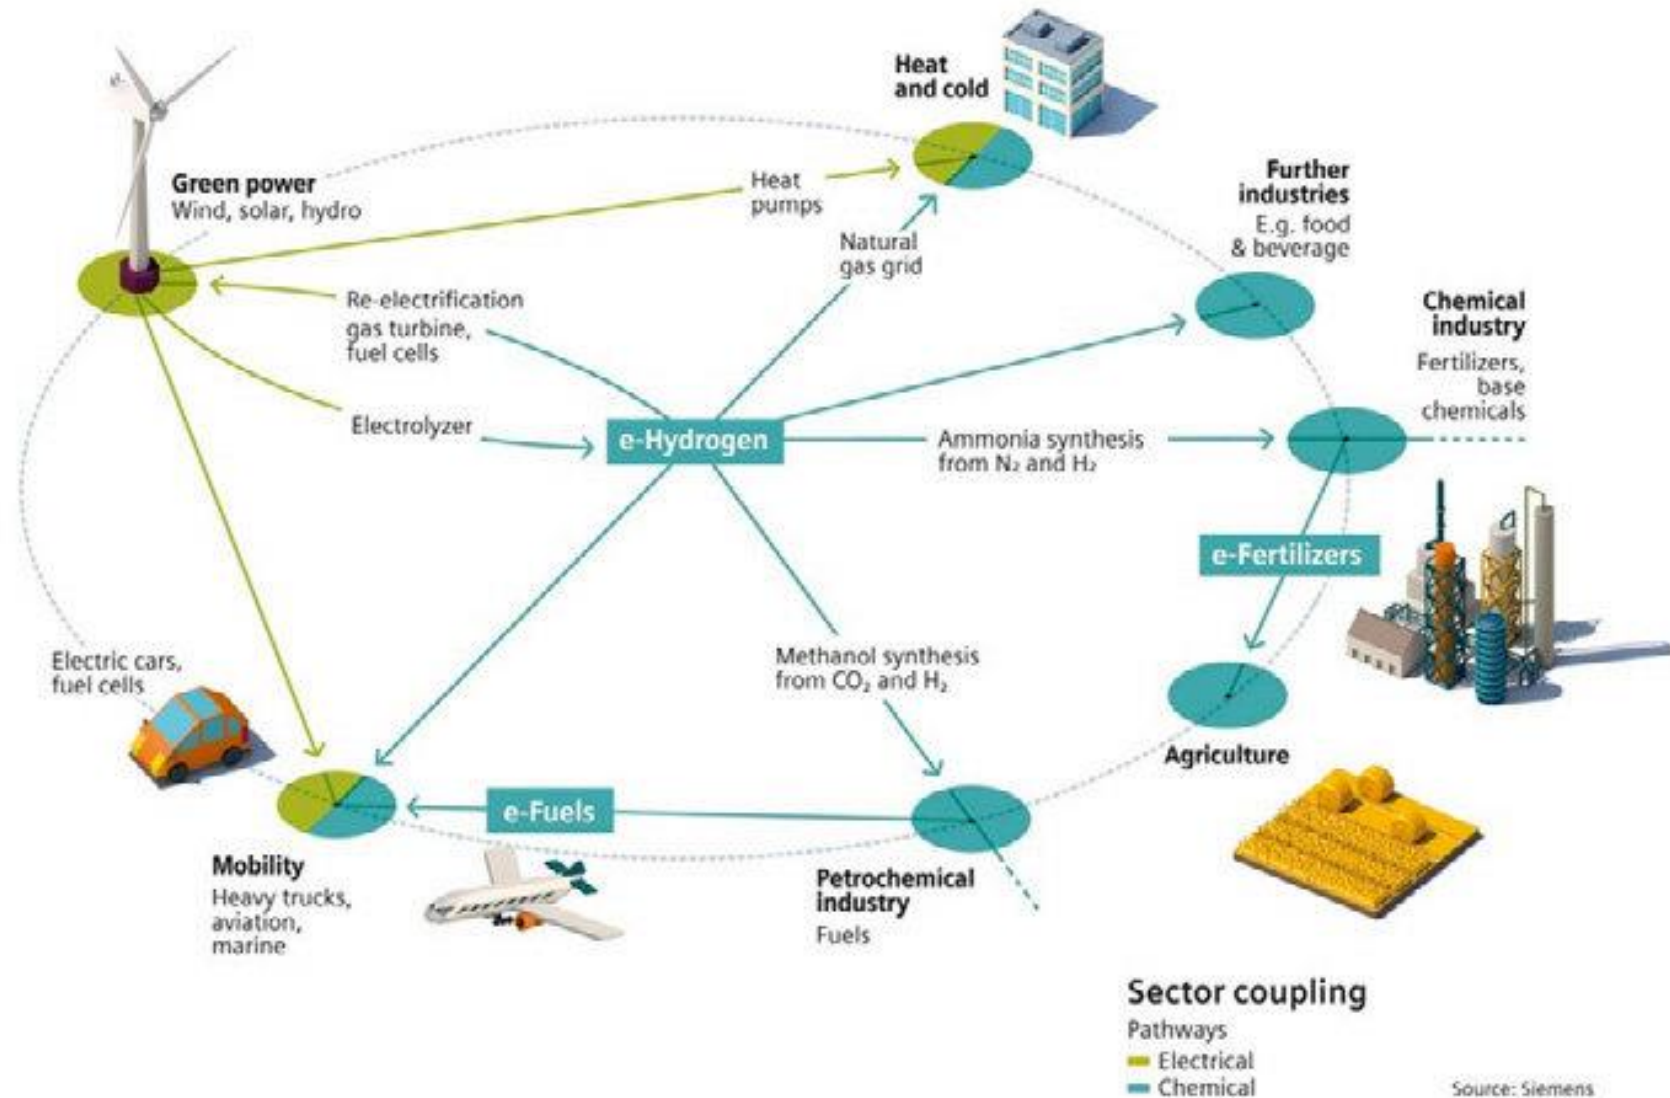 Heat
and cold
Green power
Wind, solar, hydro
Heat
pumps
Further
industries
E.g. food
& beverage
Natural
gas grid
Re-electrification
gas turbine,
fuel cells
Chemical
industry
Fertilizers,
base
chemicals
Electrolyzer
e-Hydrogen
Ammonia synthesis
from N₂ and H₂
e-Fertilizers
Electric cars,
fuel cells
Methanol synthesis
from CO₂ and H₂
Agriculture
e-Fuels
Mobility
Heavy trucks,
aviation,
marine
Petrochemical
industry
Fuels
Sector coupling
Pathways
Electrical
Chemical
Source: Siemens